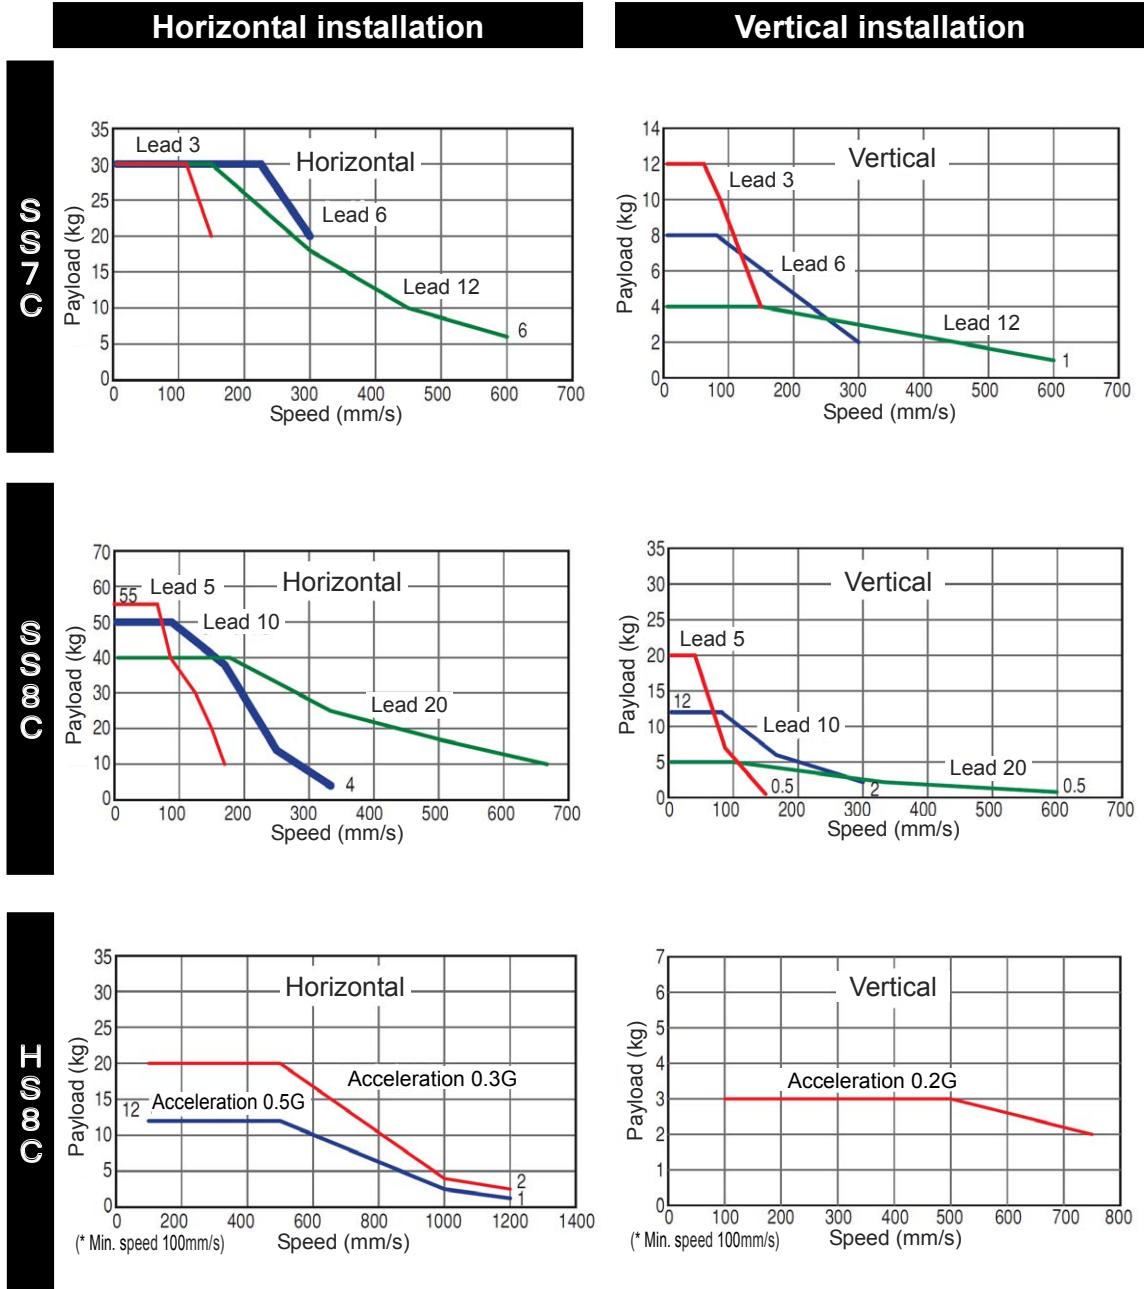 Horizontal installation
Vertical installation
SS7C
35
30
25
20
15
10
5
0
Payload (kg)
Lead 3
Horizontal
Lead 6
Lead 12
6
0 100 200 300 400 500 600 700
Speed (mm/s)
14
12
10
8
6
4
2
0
Payload (kg)
Vertical
Lead 3
Lead 6
Lead 12
1
0 100 200 300 400 500 600 700
Speed (mm/s)
SS8C
70
60
50
40
30
20
10
0
Payload (kg)
55
Lead 5
Horizontal
Lead 10
Lead 20
4
0 100 200 300 400 500 600 700
Speed (mm/s)
35
30
25
20
15
10
5
0
Payload (kg)
Vertical
Lead 5
12
Lead 10
Lead 20
0.5
2
0.5
0 100 200 300 400 500 600 700
Speed (mm/s)
HS8C
35
30
25
20
15
10
5
0
Payload (kg)
Horizontal
Acceleration 0.3G
12
Acceleration 0.5G
2
1
0 200 400 600 800 1000 1200 1400
(* Min. speed 100mm/s)
Speed (mm/s)
7
6
5
4
3
2
1
0
Payload (kg)
Vertical
Acceleration 0.2G
0 100 200 300 400 500 600 700 800
(* Min. speed 100mm/s)
Speed (mm/s)